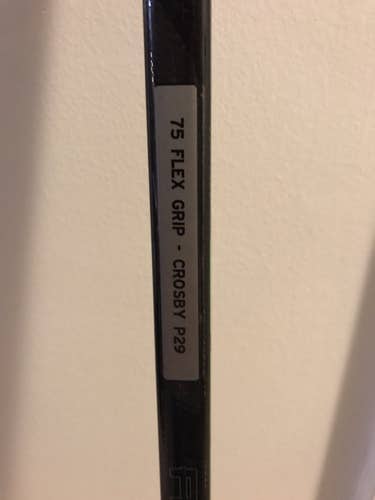 75 FLEX GRIP - CROSBY P29